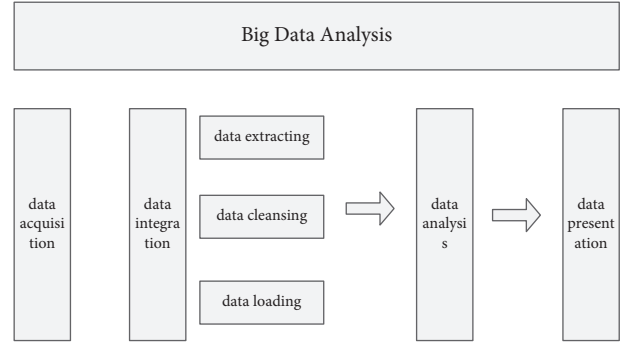 Big Data Analysis
data
acquisi
tion
data
integra
tion
data extracting
data cleansing
data loading
data
analysi
s
data
present
ation